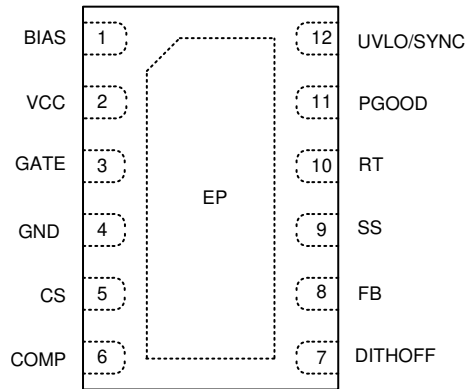 BIAS 1 12 UVLO/SYNC
VCC 2 11 PGOOD
GATE 3 10 RT
EP
GND 4 9 SS
CS 5 8 FB
COMP 6 7 DITHOFF